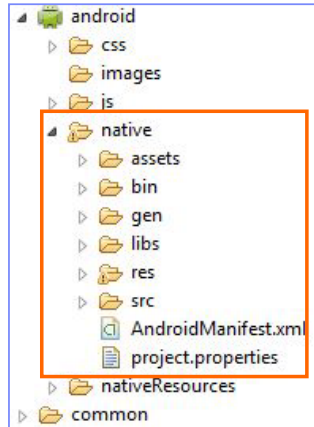 android
css
images
js
native
assets
bin
gen
libs
res
src
AndroidManifest.xml
project.properties
nativeResources
common